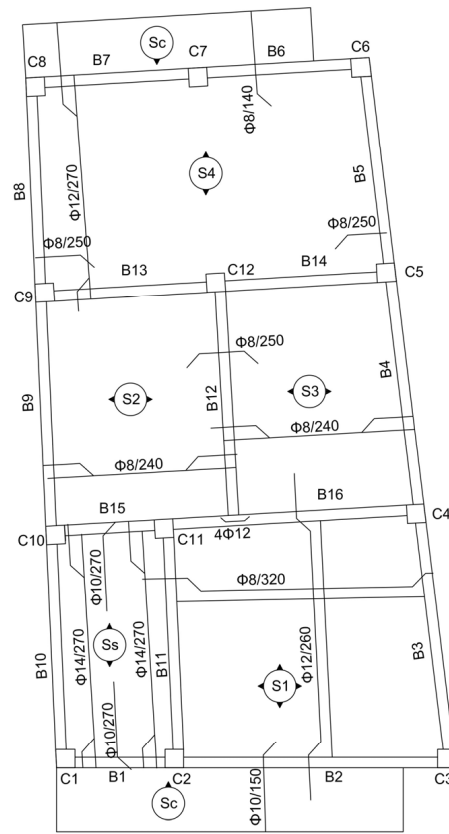 Sc
C8
B7
C7
B6
C6
Φ8/140
S4
B5
B8
Φ12/270
Φ8/250
Φ8/250
B13
C12
B14
C5
C9
Φ8/250
B4
S2
B12
S3
B9
Φ8/240
Φ8/240
B15
B16
C10
C11
4Φ12
C4
Φ10/270
Φ8/320
Φ14/270
Ss
Φ14/270
B11
Φ12/260
B3
B10
S1
Φ10/270
C1
B1
C2
B2
C3
Sc
Φ10/150